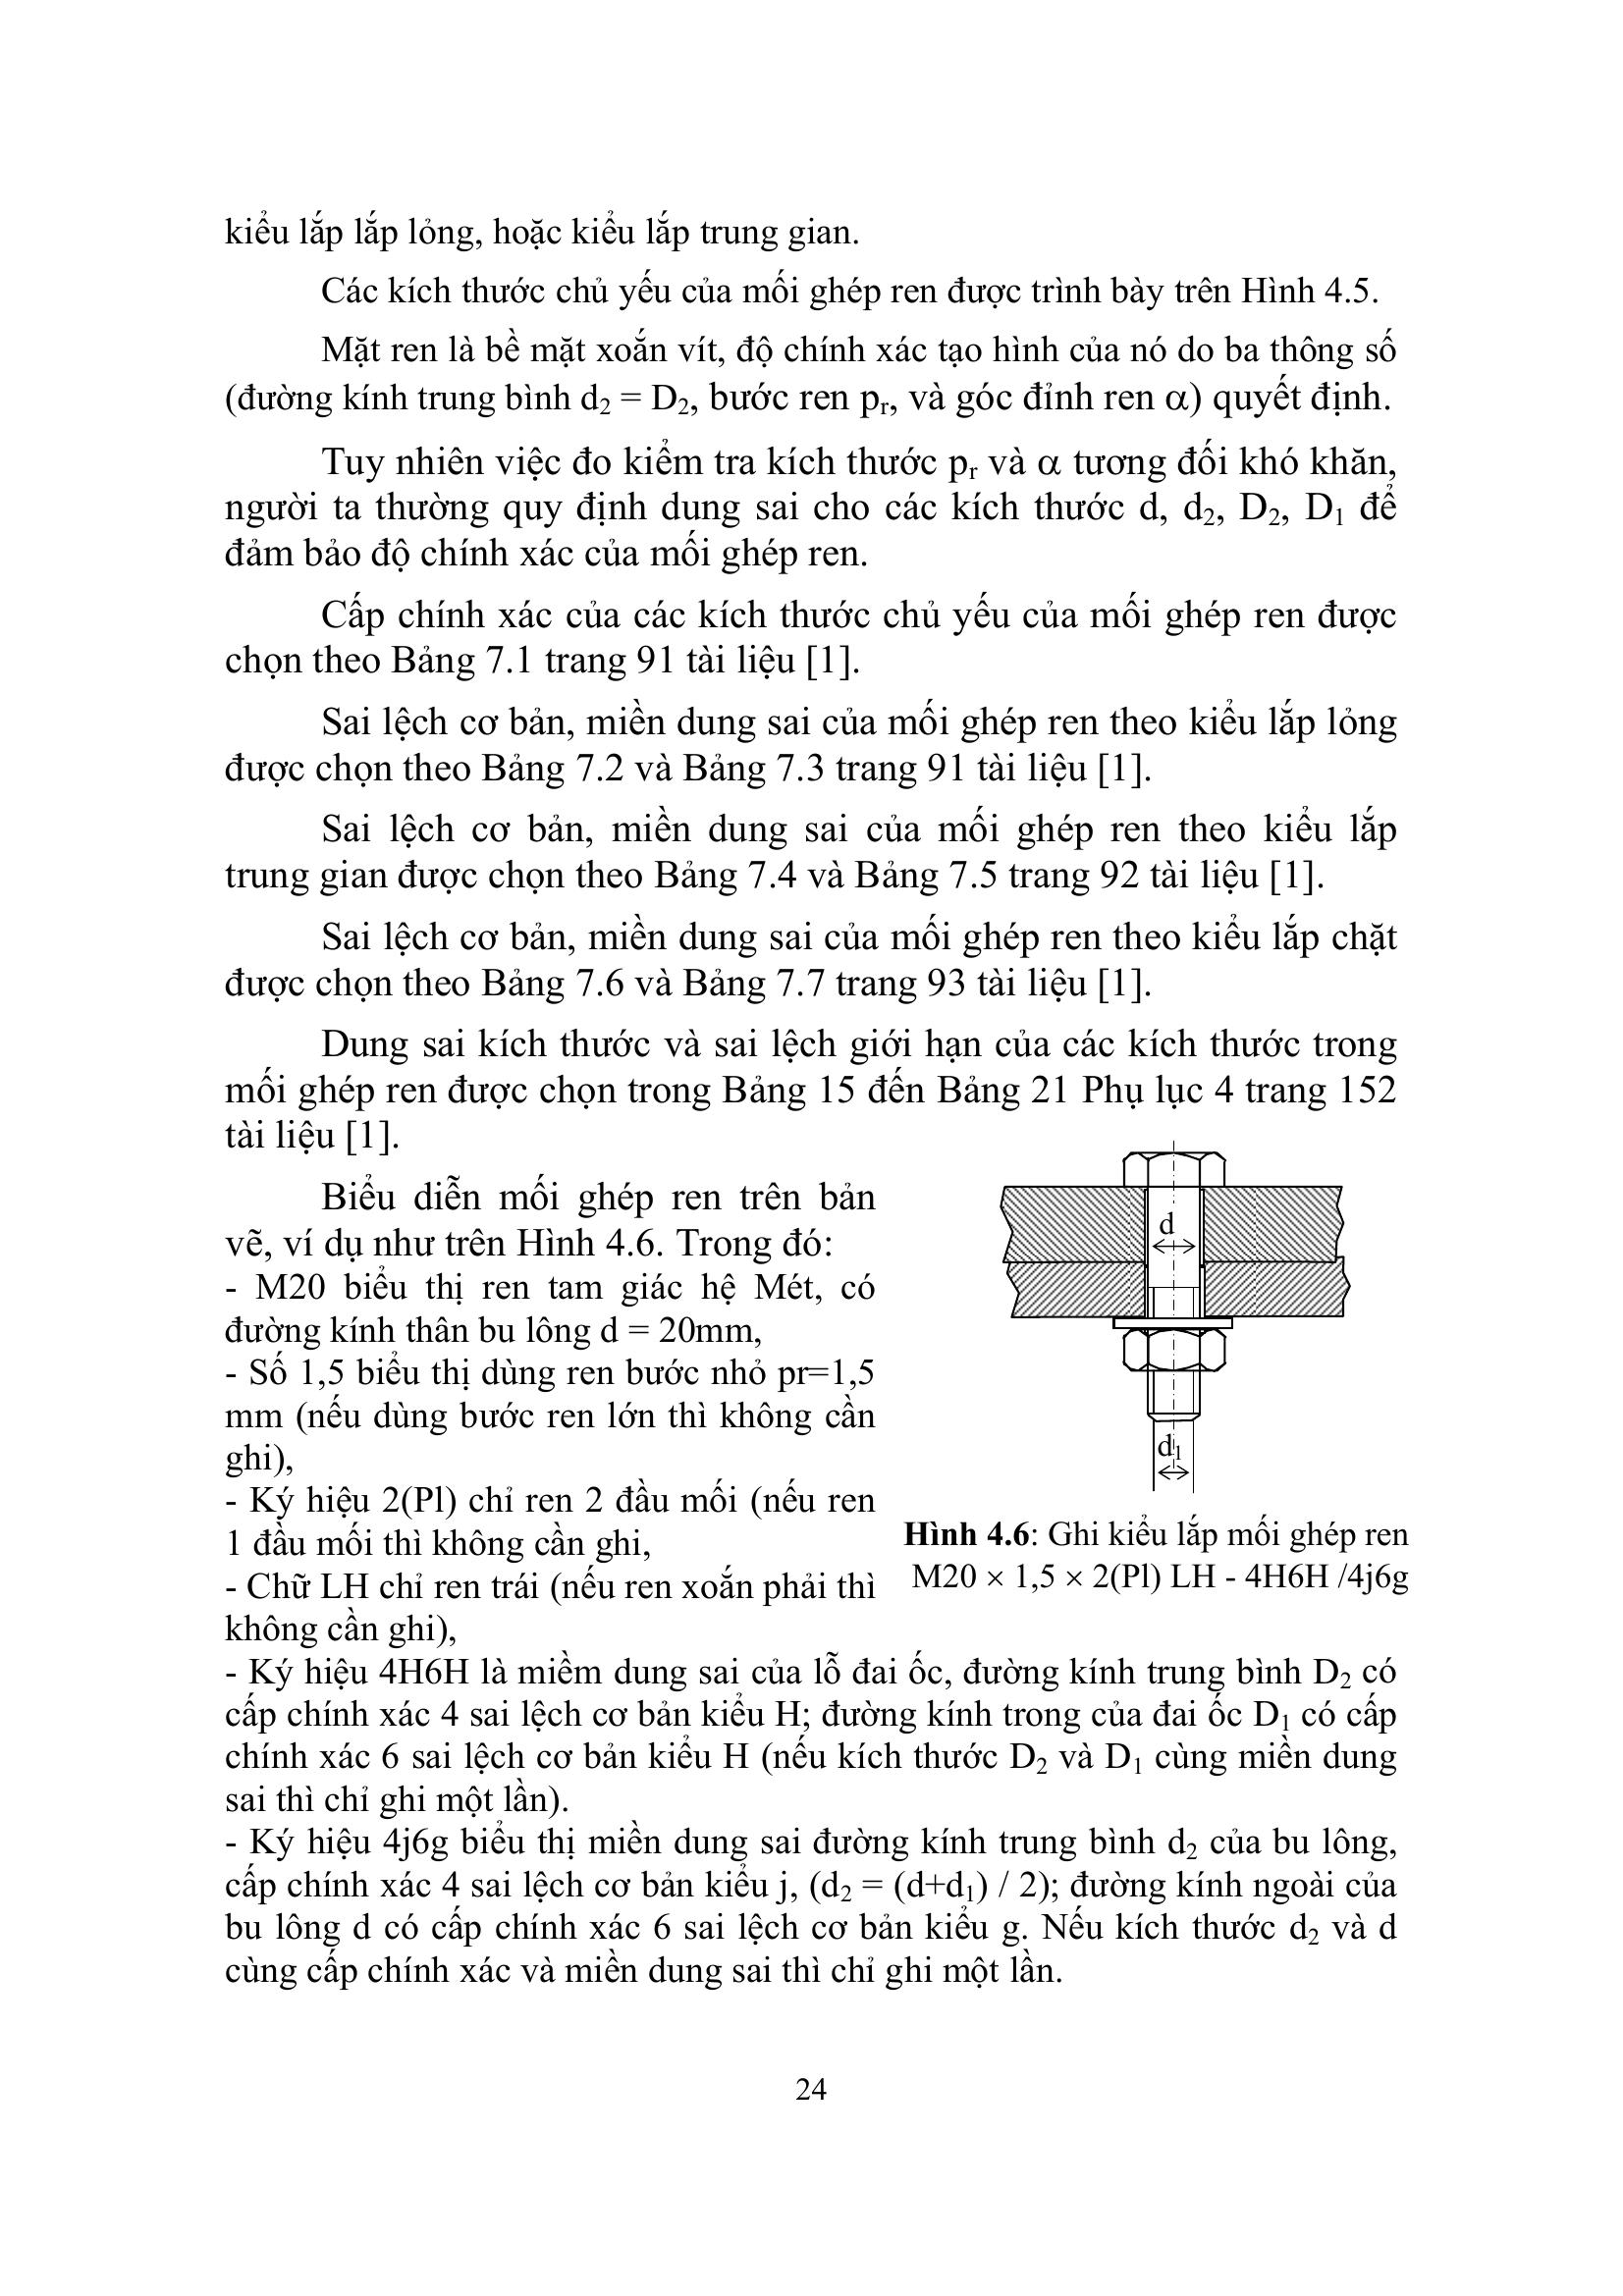 kiểu lắp lắp lỏng, hoặc kiểu lắp trung gian.
Các kích thước chủ yếu của mối ghép ren được trình bày trên Hình 4.5.
Mặt ren là bề mặt xoắn vít, độ chính xác tạo hình của nó do ba thông số
(đường kính trung bình d₂ = D₂, bước ren pᵣ, và góc đỉnh ren α) quyết định.
Tuy nhiên việc đo kiểm tra kích thước pᵣ và α tương đối khó khăn,
người ta thường quy định dung sai cho các kích thước d, d₂, D₂, D₁ để
đảm bảo độ chính xác của mối ghép ren.
Cấp chính xác của các kích thước chủ yếu của mối ghép ren được
chọn theo Bảng 7.1 trang 91 tài liệu [1].
Sai lệch cơ bản, miền dung sai của mối ghép ren theo kiểu lắp lỏng
được chọn theo Bảng 7.2 và Bảng 7.3 trang 91 tài liệu [1].
Sai lệch cơ bản, miền dung sai của mối ghép ren theo kiểu lắp
trung gian được chọn theo Bảng 7.4 và Bảng 7.5 trang 92 tài liệu [1].
Sai lệch cơ bản, miền dung sai của mối ghép ren theo kiểu lắp chặt
được chọn theo Bảng 7.6 và Bảng 7.7 trang 93 tài liệu [1].
Dung sai kích thước và sai lệch giới hạn của các kích thước trong
mối ghép ren được chọn trong Bảng 15 đến Bảng 21 Phụ lục 4 trang 152
tài liệu [1].
Biểu diễn mối ghép ren trên bản
vẽ, ví dụ như trên Hình 4.6. Trong đó:
- M20 biểu thị ren tam giác hệ Mét, có
đường kính thân bu lông d = 20mm,
- Số 1,5 biểu thị dùng ren bước nhỏ pr=1,5
mm (nếu dùng bước ren lớn thì không cần
ghi),
- Ký hiệu 2(Pl) chỉ ren 2 đầu mối (nếu ren
1 đầu mối thì không cần ghi,
- Chữ LH chỉ ren trái (nếu ren xoắn phải thì
không cần ghi),
d
d₁
Hình 4.6: Ghi kiểu lắp mối ghép ren
M20 × 1,5 × 2(Pl) LH - 4H6H /4j6g
- Ký hiệu 4H6H là miềm dung sai của lỗ đai ốc, đường kính trung bình D₂ có
cấp chính xác 4 sai lệch cơ bản kiểu H; đường kính trong của đai ốc D₁ có cấp
chính xác 6 sai lệch cơ bản kiểu H (nếu kích thước D₂ và D₁ cùng miền dung
sai thì chỉ ghi một lần).
- Ký hiệu 4j6g biểu thị miền dung sai đường kính trung bình d₂ của bu lông,
cấp chính xác 4 sai lệch cơ bản kiểu j, (d₂ = (d+d₁) / 2); đường kính ngoài của
bu lông d có cấp chính xác 6 sai lệch cơ bản kiểu g. Nếu kích thước d₂ và d
cùng cấp chính xác và miền dung sai thì chỉ ghi một lần.
24